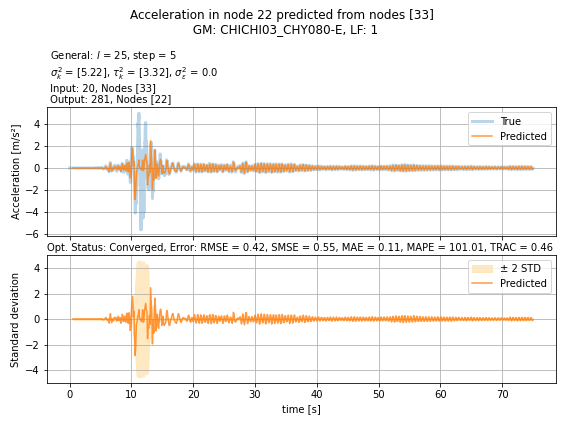 Acceleration in node 22 predicted from nodes [33]
GM: CHICHI03_CHY080-E, LF: 1
General: l = 25, step = 5
σ²ₖ = [5.22], τ²ₖ = [3.32], σ²ε = 0.0
Input: 20, Nodes [33]
Output: 281, Nodes [22]
True
Predicted
Acceleration [m/s²]
4
2
0
−2
−4
−6
Opt. Status: Converged, Error: RMSE = 0.42, SMSE = 0.55, MAE = 0.11, MAPE = 101.01, TRAC = 0.46
± 2 STD
Predicted
Standard deviation
4
2
0
−2
−4
0 10 20 30 40 50 60 70
time [s]